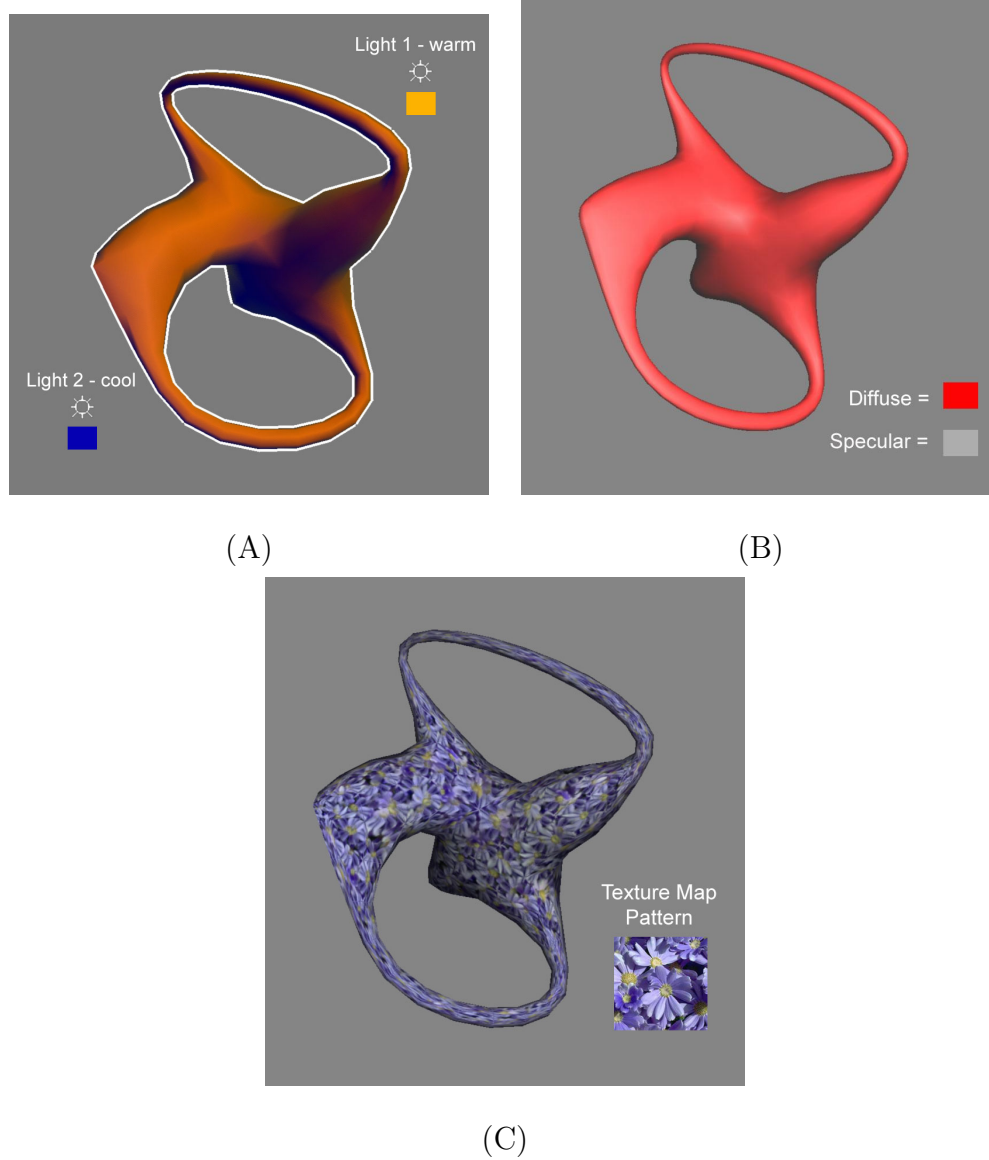 Light 1 - warm
Light 2 - cool
Diffuse =
Specular =
(A)
(B)
Texture Map
Pattern
(C)